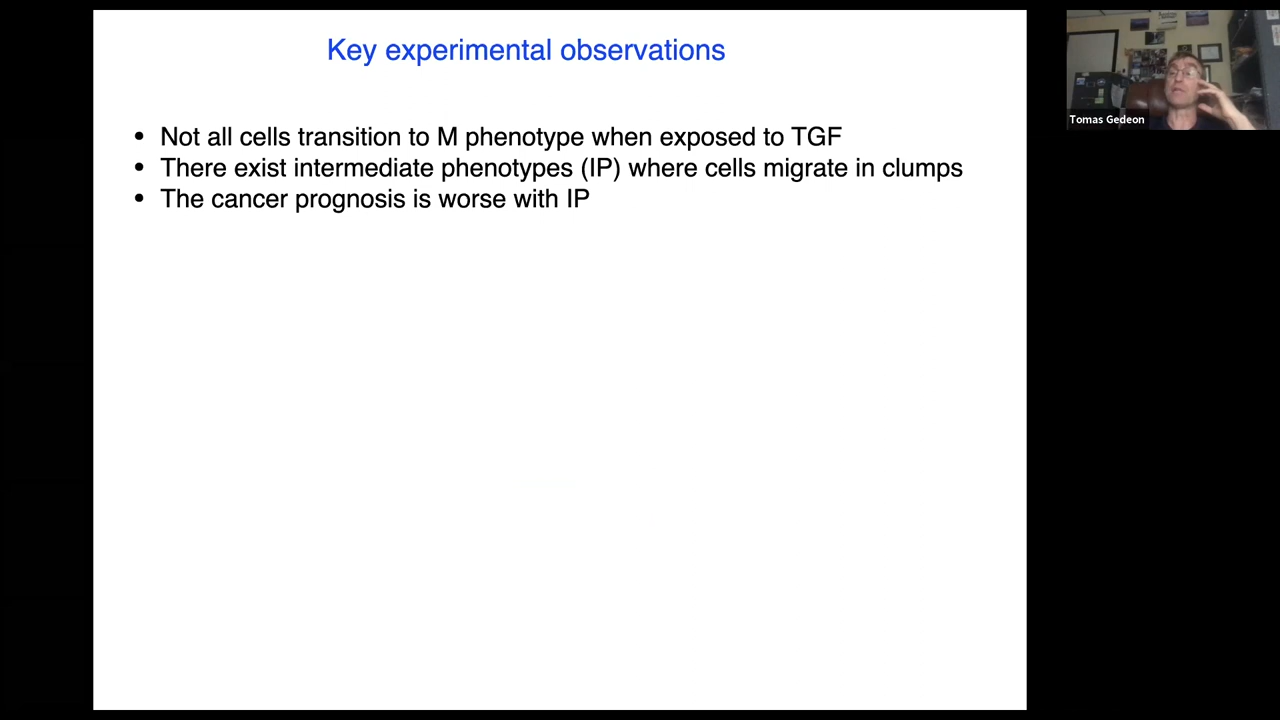 Key experimental observations
• Not all cells transition to M phenotype when exposed to TGF
• There exist intermediate phenotypes (IP) where cells migrate in clumps
• The cancer prognosis is worse with IP
Tomas Gedeon